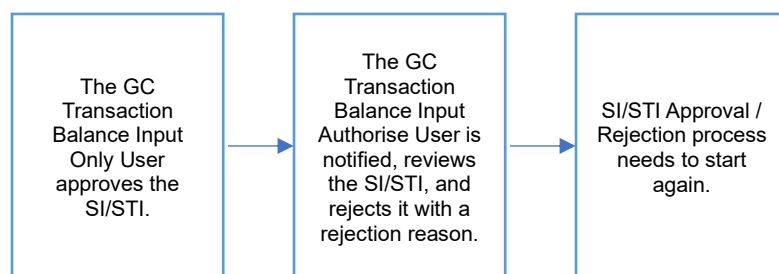 The GC
Transaction
Balance Input
Only User
approves the
SI/STI.
The GC
Transaction
Balance Input
Authorise User is
notified, reviews
the SI/STI, and
rejects it with a
rejection reason.
SI/STI Approval /
Rejection process
needs to start
again.